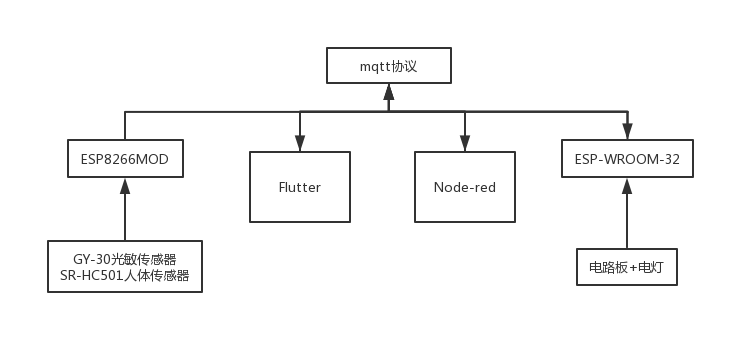 mqtt协议
ESP8266MOD
Flutter
Node-red
ESP-WROOM-32
GY-30光敏传感器
SR-HC501人体传感器
电路板+电灯